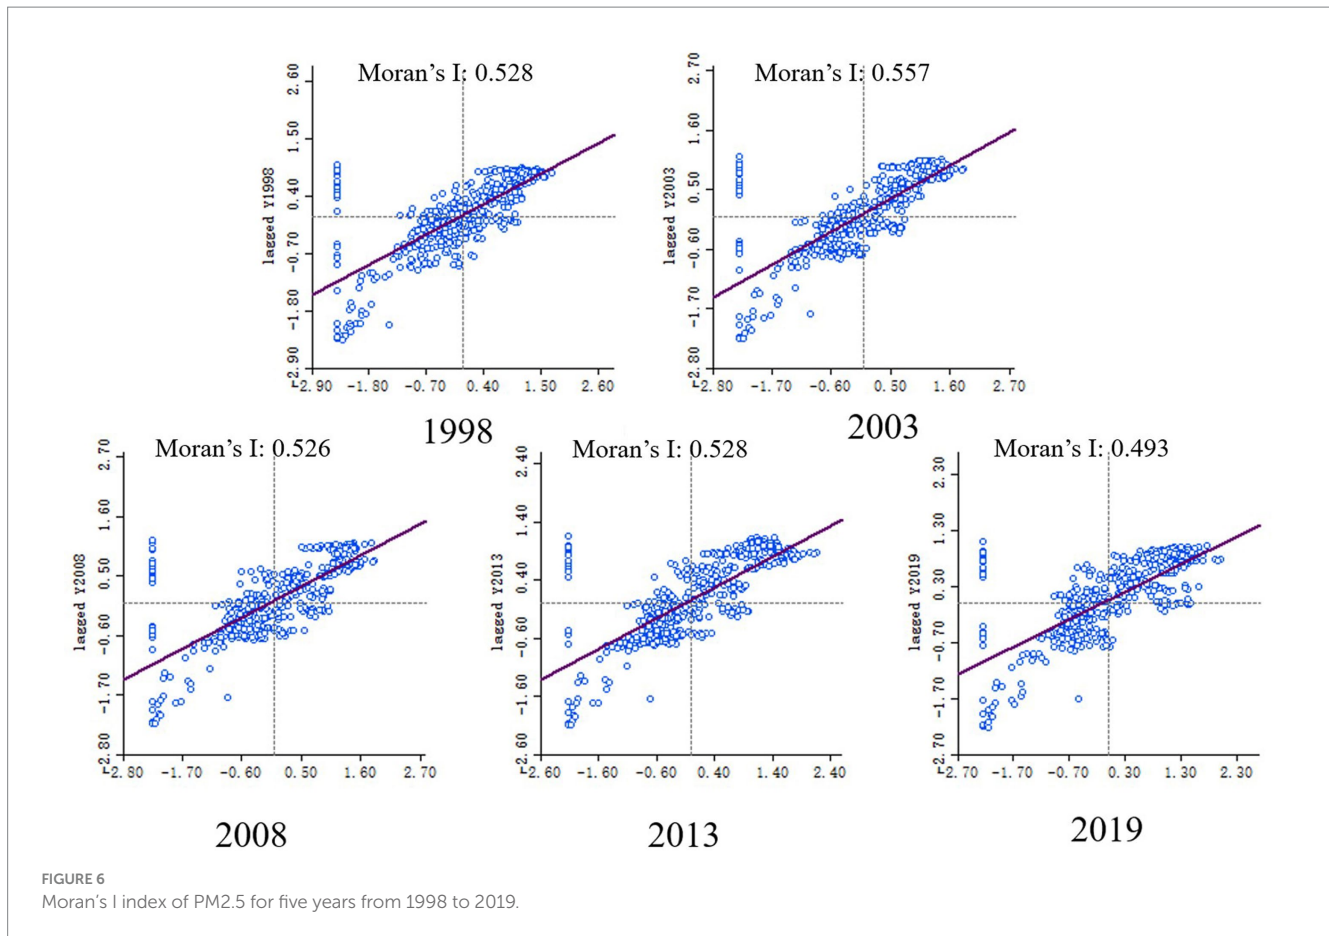 Moran's I: 0.528
2.60
1.50
0.40
-0.70
-1.80
-2.90
lagged Y1998
-2.90 -1.80 -0.70 0.40 1.50 2.60
1998
Moran's I: 0.557
2.70
1.60
0.50
-0.60
-1.70
-2.80
lagged Y2003
-2.80 -1.70 -0.60 0.50 1.60 2.70
2003
Moran's I: 0.526
2.70
1.60
0.50
-0.60
-1.70
-2.80
lagged Y2008
-2.80 -1.70 -0.60 0.50 1.60 2.70
2008
Moran's I: 0.528
2.40
1.40
0.40
-0.60
-1.60
-2.60
lagged Y2013
-2.60 -1.60 -0.60 0.40 1.40 2.40
2013
Moran's I: 0.493
2.30
1.30
0.30
-0.70
-1.70
-2.70
lagged Y2019
-2.70 -1.70 -0.70 0.30 1.30 2.30
2019
FIGURE 6
Moran's I index of PM2.5 for five years from 1998 to 2019.